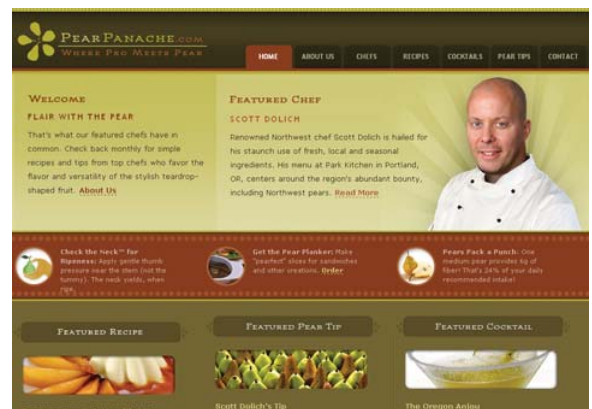 PEARPANACHE.COM
WHERE PRO MEETS PEAR
HOME
ABOUT US
CHEFS
RECIPES
COCKTAILS
PEAR TIPS
CONTACT
WELCOME
FLAIR WITH THE PEAR
That's what our featured chefs have in
common. Check back monthly for simple
recipes and tips from top chefs who favor the
flavor and versatility of the stylish teardrop-
shaped fruit. About Us
FEATURED CHEF
SCOTT DOLICH
Renowned Northwest chef Scott Dolich is hailed for
his staunch use of fresh, local and seasonal
ingredients. His menu at Park Kitchen in Portland,
OR, centers around the region's abundant bounty,
including Northwest pears. Read More
Check the Neck™ for
Ripeness: Apply gentle thumb
pressure near the stem (not the
tummy). The neck yields, when
ripe.
Get the Pear Planker: Make
"pearfect" slices for sandwiches
and other creations. Order
Pears Pack a Punch: One
medium pear provides 6g of
fiber! That's 24% of your daily
recommended intake!
FEATURED RECIPE
FEATURED PEAR TIP
FEATURED COCKTAIL
Scott Dolich's Tip
The Oregon Anjou